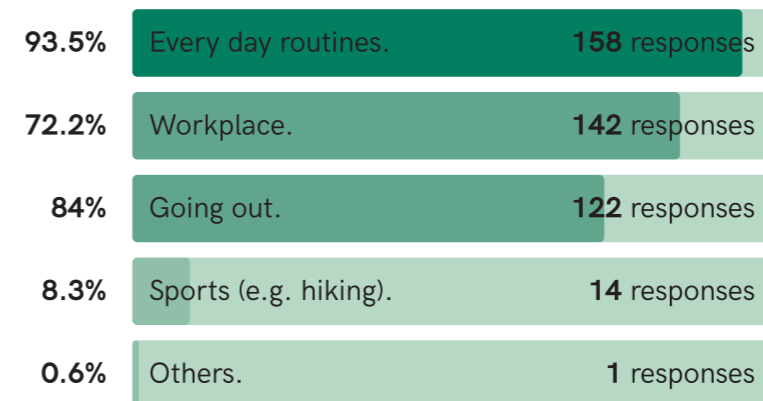 93.5% Every day routines. 158 responses
72.2% Workplace. 142 responses
84% Going out. 122 responses
8.3% Sports (e.g. hiking). 14 responses
0.6% Others. 1 responses